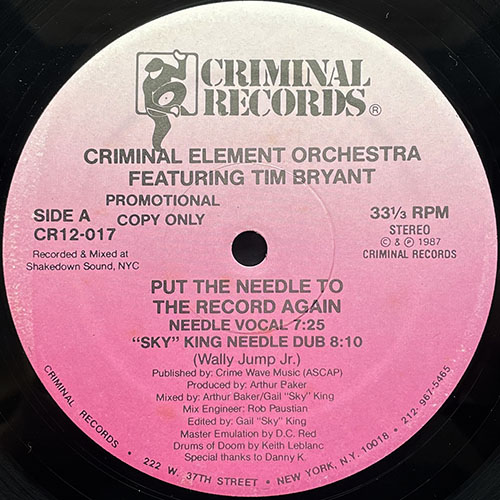 CRIMINAL
RECORDS®
CRIMINAL ELEMENT ORCHESTRA
FEATURING TIM BRYANT
PROMOTIONAL
COPY ONLY
SIDE A
CR12-017
Recorded & Mixed at
Shakedown Sound, NYC
33⅓ RPM
STEREO
© & ℗ 1987
CRIMINAL RECORDS
PUT THE NEEDLE TO
THE RECORD AGAIN
NEEDLE VOCAL 7:25
"SKY" KING NEEDLE DUB 8:10
(Wally Jump Jr.)
Published by: Crime Wave Music (ASCAP)
Produced by: Arthur Paker
Mixed by: Arthur Baker/Gail "Sky" King
Mix Engineer: Rob Paustian
Edited by: Gail "Sky" King
Master Emulation by D.C. Red
Drums of Doom by Keith Leblanc
Special thanks to Danny K.
CRIMINAL RECORDS • 222 W. 37TH STREET • NEW YORK, N.Y. 10018 • 212-967-5465